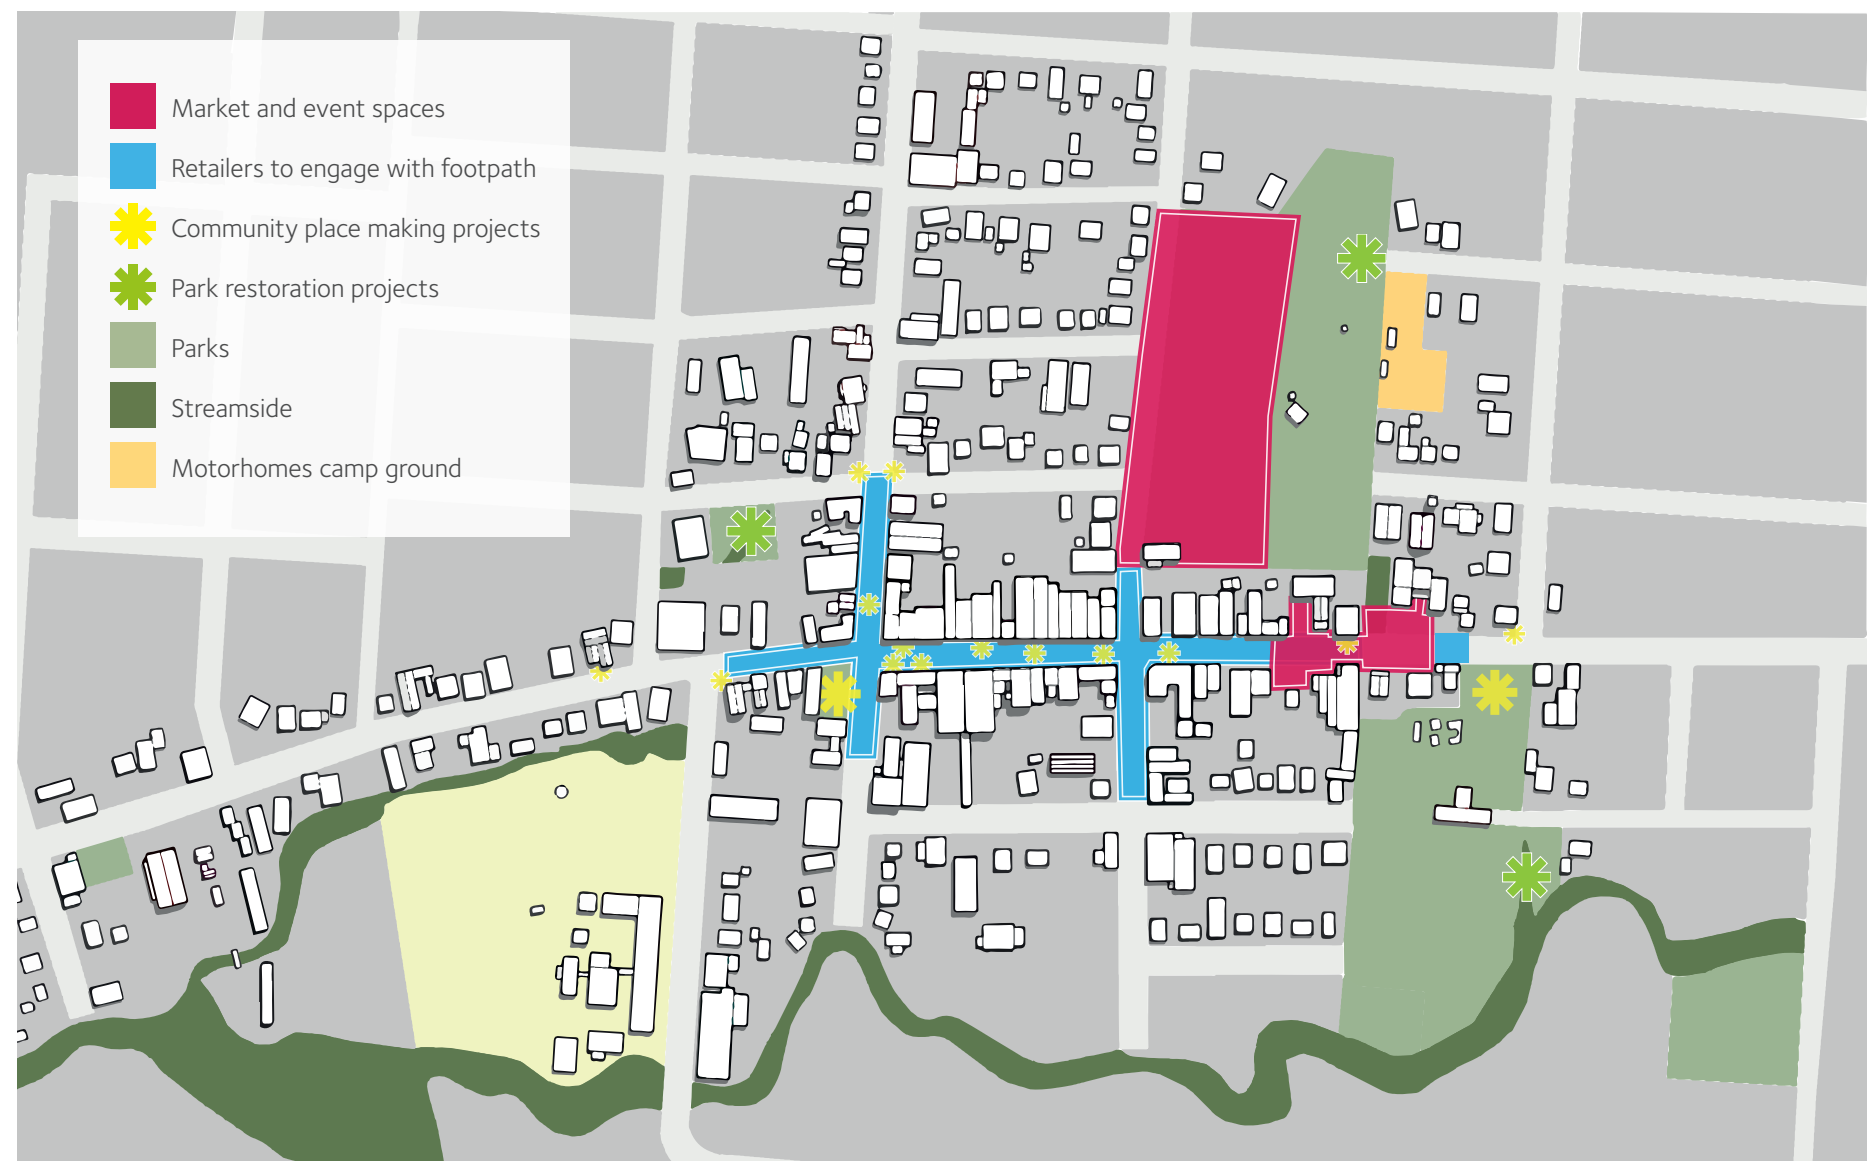 Market and event spaces
Retailers to engage with footpath
Community place making projects
Park restoration projects
Parks
Streamside
Motorhomes camp ground